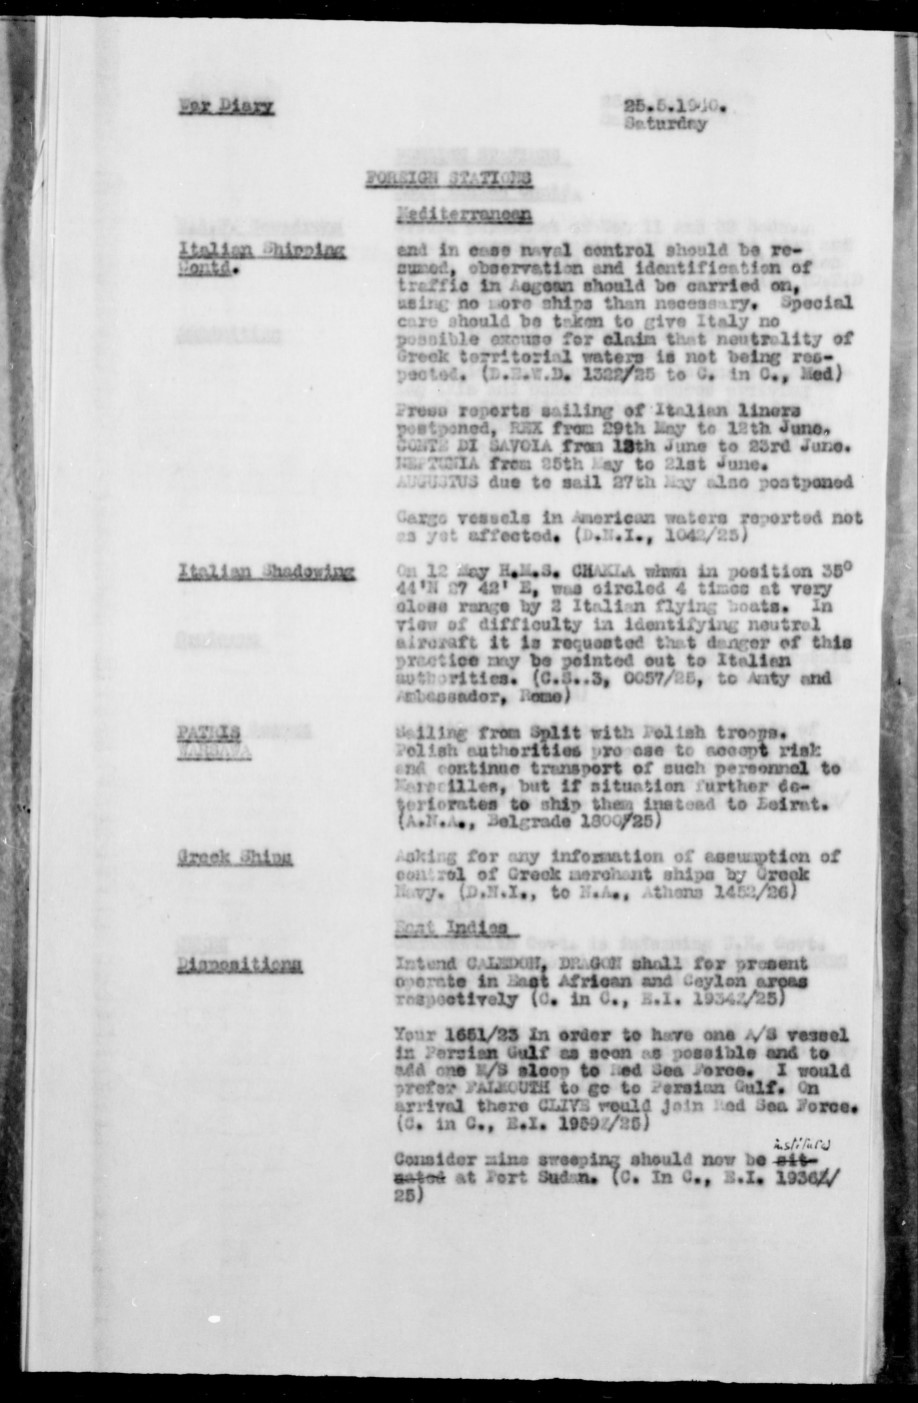 War Diary
25.5.1940.
Saturday
FOREIGN STATIONS
Mediterranean
Italian Shipping
Contd.
and in case naval control should be re-
sumed, observation and identification of
traffic in Aegean should be carried on,
using no more ships than necessary. Special
care should be taken to give Italy no
possible excuse for claim that neutrality of
Greek territorial waters is not being res-
pected. (D.E.W.D. 1322/25 to C. in C., Med)
Press reports sailing of Italian liners
postponed, REX from 29th May to 12th June.
CONTE DI SAVOIA from 12th June to 23rd June.
NEPTUNIA from 25th May to 21st June.
AUGUSTUS due to sail 27th May also postponed
Cargo vessels in American waters reported not
as yet affected. (D.N.I., 1042/25)
Italian Shadowing
On 12 May H.M.S. CHAKLA when in position 35°
44'N 27 42' E, was circled 4 times at very
close range by 2 Italian flying boats. In
view of difficulty in identifying neutral
aircraft it is requested that danger of this
practice may be pointed out to Italian
authorities. (C.S..3, 0057/25, to Amty and
Ambassador, Rome)
PATRIS
WARSAVA
Sailing from Split with Polish troops.
Polish authorities pro ose to accept risk
and continue transport of such personnel to
Marseilles, but if situation further de-
teriorates to ship them instead to Beirut.
(A.N.A., Belgrade 1800/25)
Greek Ships
Asking for any information of assumption of
control of Greek merchant ships by Greek
Navy. (D.N.I., to N.A., Athens 1452/26)
East Indies
Dispositions
Intend CALEDON, DRAGON shall for present
operate in East African and Ceylon areas
respectively (C. in C., E.I. 1934Z/25)
Your 1651/23 In order to have one A/S vessel
in Persian Gulf as soon as possible and to
add one M/S sloop to Red Sea Force. I would
prefer FALMOUTH to go to Persian Gulf. On
arrival there CLIVE would join Red Sea Force.
(C. in C., E.I. 1959Z/25)
instituted
Consider mine sweeping should now be sit-
uated at Port Sudan. (C. In C., E.I. 1936Z/
25)